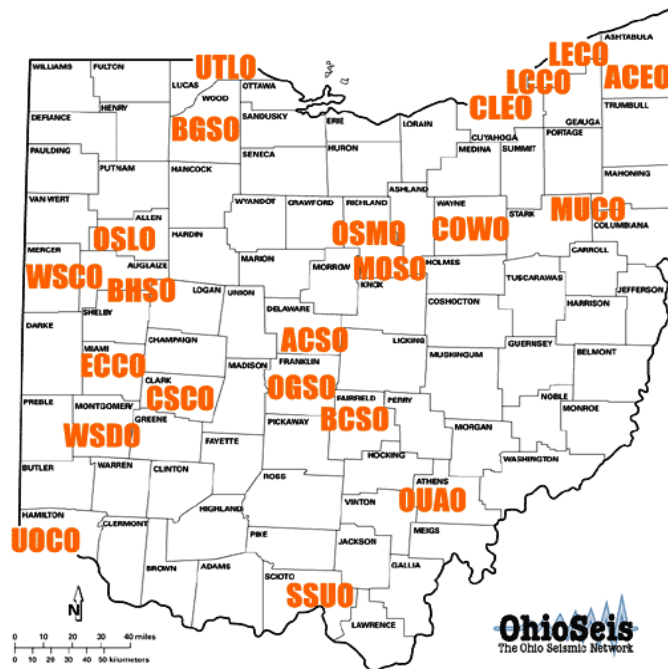 ASHTABULA
LECO
WILLIAMS
FULTON
UTLO
LCCO
ACEO
LUCAS
OTTAWA
WOOD
CLEO
TRUMBULL
HENRY
DEFIANCE
BGSO
SANDUSKY
ERIE
LORAIN
CUYAHOGA
GEAUGA
PORTAGE
PAULDING
SENECA
HURON
MEDINA
SUMMIT
PUTNAM
HANCOCK
MAHONING
ASHLAND
VAN WERT
WYANDOT
CRAWFORD
RICHLAND
WAYNE
STARK
MUCO
ALLEN
COLUMBIANA
OSLO
HARDIN
OSMO
COWO
MERCER
AUGLAIZE
MARION
MORROW
MOSO
HOLMES
CARROLL
WSCO
BHSO
LOGAN
UNION
KNOX
TUSCARAWAS
JEFFERSON
SHELBY
DELAWARE
COSHOCTON
HARRISON
DARKE
CHAMPAIGN
ACSO
LICKING
GUERNSEY
MIAMI
MUSKINGUM
BELMONT
ECCO
MADISON
FRANKLIN
CLARK
CSCO
OGSO
PREBLE
MONTGOMERY
FAIRFIELD
PERRY
NOBLE
MONROE
GREENE
BCSO
WSDO
PICKAWAY
MORGAN
FAYETTE
HOCKING
WASHINGTON
BUTLER
WARREN
CLINTON
ROSS
ATHENS
OUAO
HAMILTON
HIGHLAND
VINTON
UOCO
CLERMONT
PIKE
MEIGS
JACKSON
BROWN
ADAMS
SCIOTO
GALLIA
SSUO
N
LAWRENCE
OhioSeis
The Ohio Seismic Network
0 10 20 40 miles
0 10 20 30 40 50 kilometers